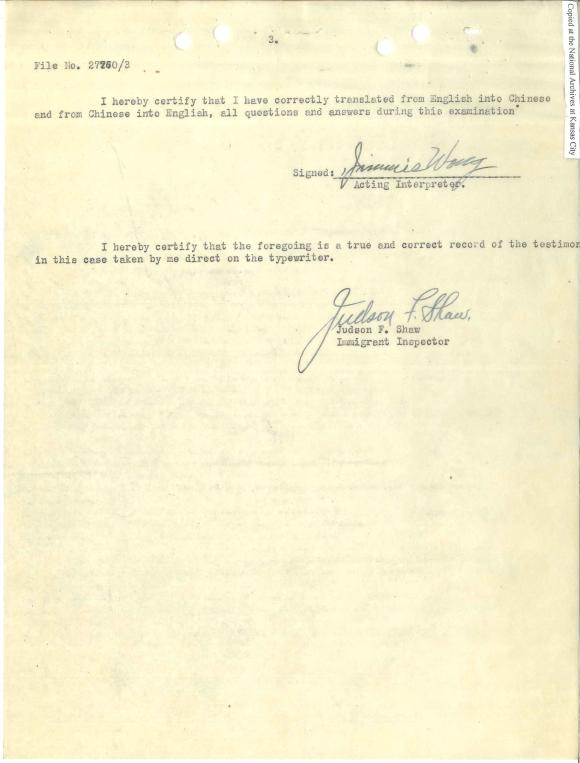 3.
Copied at the National Archives at Kansas City
File No. 27760/3
I hereby certify that I have correctly translated from English into Chinese
and from Chinese into English, all questions and answers during this examination
Jimmie Wong
Signed:
Acting Interpreter.
I hereby certify that the foregoing is a true and correct record of the testimon
in this case taken by me direct on the typewriter.
Judson F. Shaw.
Judson F. Shaw
Immigrant Inspector